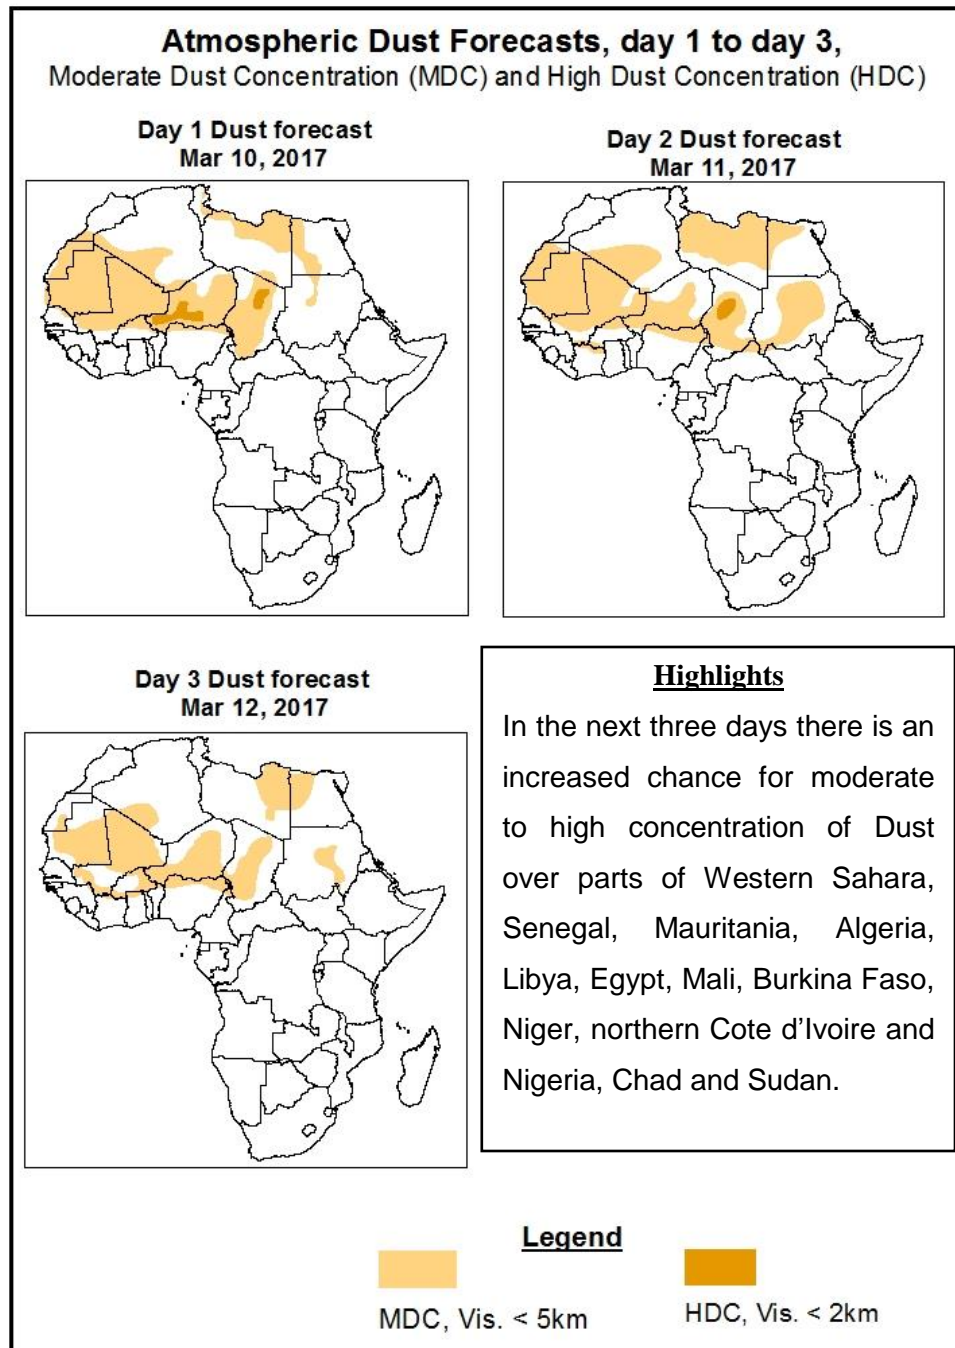 Atmospheric Dust Forecasts, day 1 to day 3,
Moderate Dust Concentration (MDC) and High Dust Concentration (HDC)
Day 1 Dust forecast
Mar 10, 2017
Day 2 Dust forecast
Mar 11, 2017
Day 3 Dust forecast
Mar 12, 2017
Highlights
In the next three days there is an
increased chance for moderate
to high concentration of Dust
over parts of Western Sahara,
Senegal, Mauritania, Algeria,
Libya, Egypt, Mali, Burkina Faso,
Niger, northern Cote d’Ivoire and
Nigeria, Chad and Sudan.
Legend
MDC, Vis. < 5km
HDC, Vis. < 2km